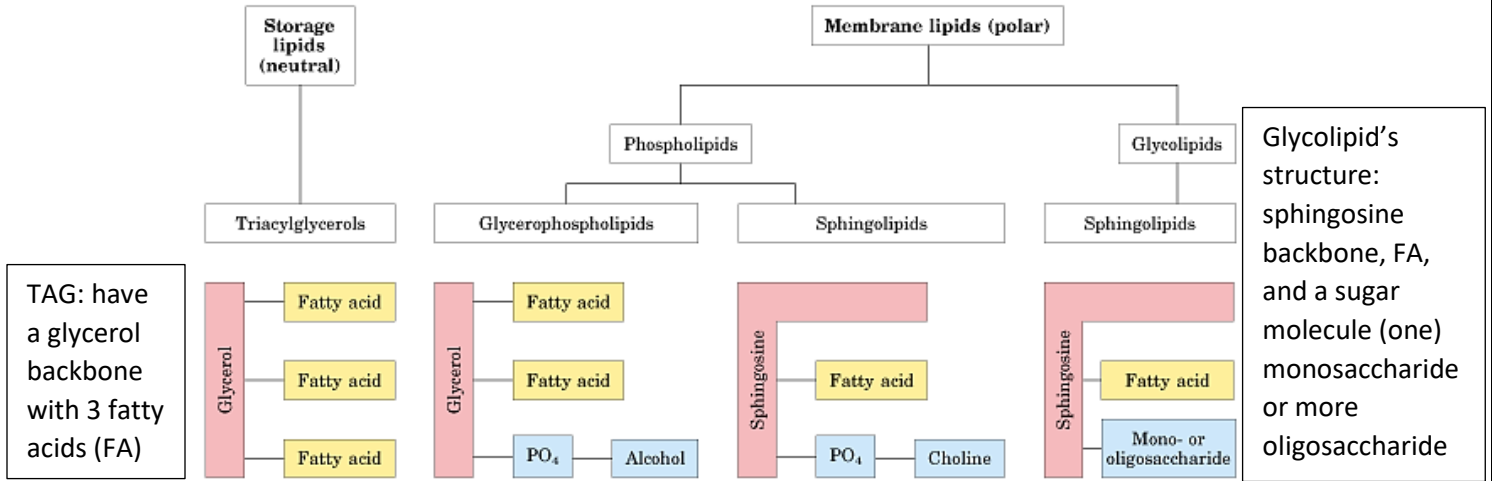 Storage
lipids
(neutral)
Membrane lipids (polar)
Phospholipids
Glycolipids
Triacylglycerols
Glycerophospholipids
Sphingolipids
Sphingolipids
TAG: have
a glycerol
backbone
with 3 fatty
acids (FA)
Glycerol
Fatty acid
Fatty acid
Fatty acid
Glycerol
Fatty acid
Fatty acid
PO₄
Alcohol
Sphingosine
Fatty acid
PO₄
Choline
Sphingosine
Fatty acid
Mono- or
oligosaccharide
Glycolipid’s
structure:
sphingosine
backbone, FA,
and a sugar
molecule (one)
monosaccharide
or more
oligosaccharide